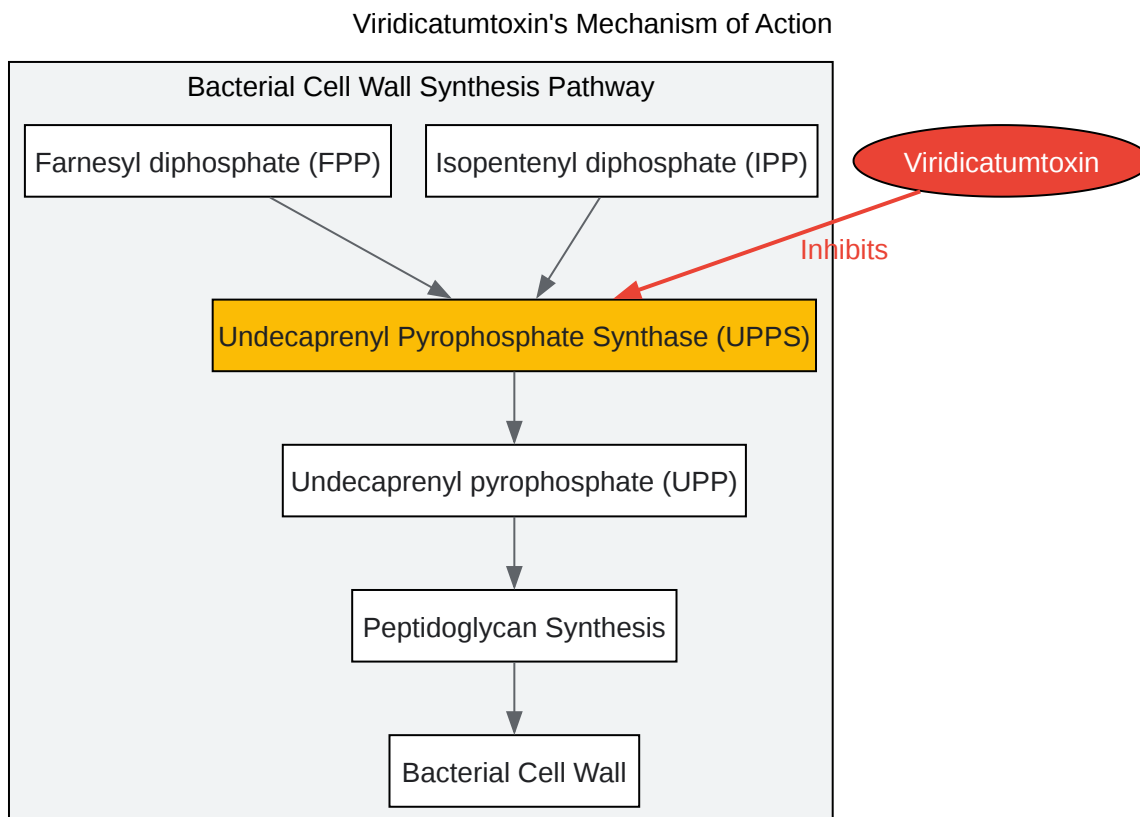 Viridicatumtoxin's Mechanism of Action
Bacterial Cell Wall Synthesis Pathway
Farnesyl diphosphate (FPP)
Isopentenyl diphosphate (IPP)
Viridicatumtoxin
Inhibits
Undecaprenyl Pyrophosphate Synthase (UPPS)
Undecaprenyl pyrophosphate (UPP)
Peptidoglycan Synthesis
Bacterial Cell Wall